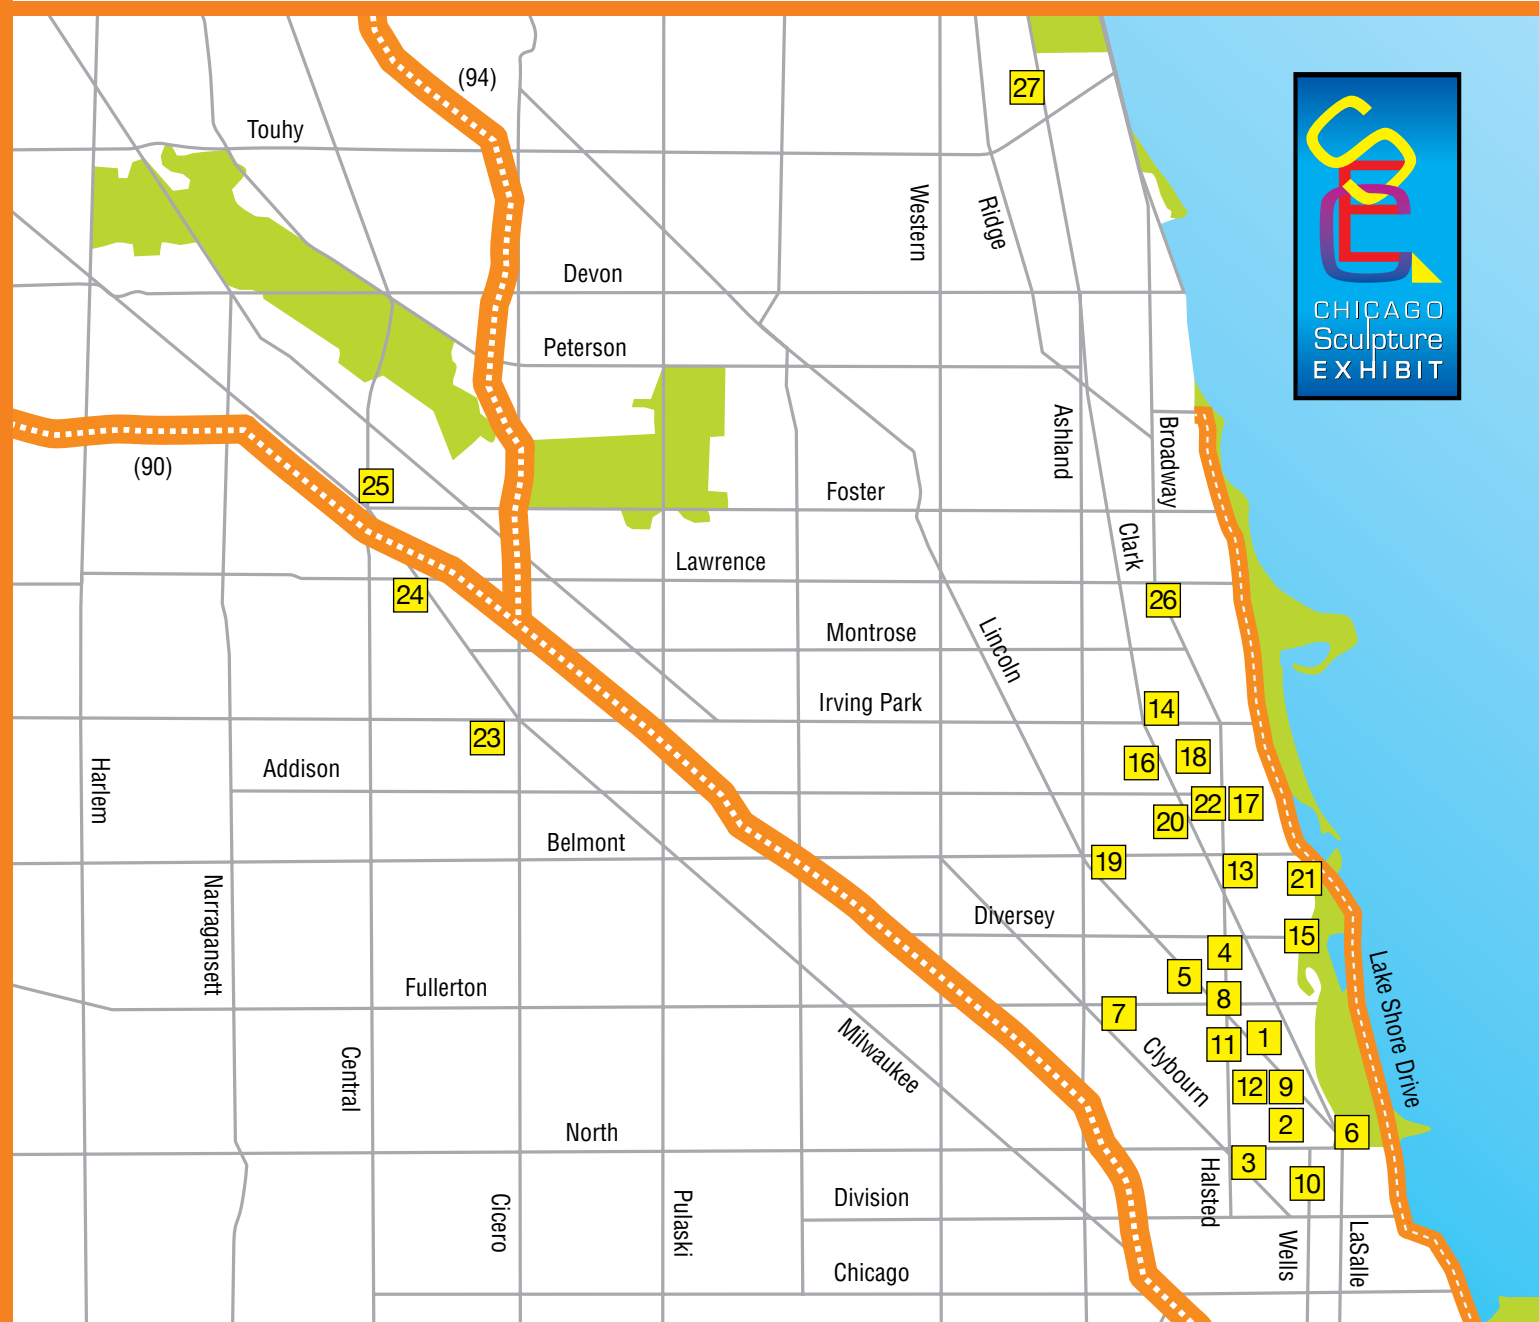 (94)
27
Touhy
Western
Ridge
Devon
Peterson
CHICAGO
Sculpture
EXHIBIT
Ashland
Broadway
(90)
25
Foster
Clark
Lawrence
24
26
Montrose
Lincoln
Irving Park
14
23
Harlem
Addison
16
18
22
17
20
Belmont
19
13
21
Narragansett
Diversey
15
4
5
Fullerton
8
7
Lake Shore Drive
Milwaukee
Clybourn
11
1
Central
12
9
2
North
6
3
Halsted
10
Cicero
Pulaski
Division
Wells
LaSalle
Chicago